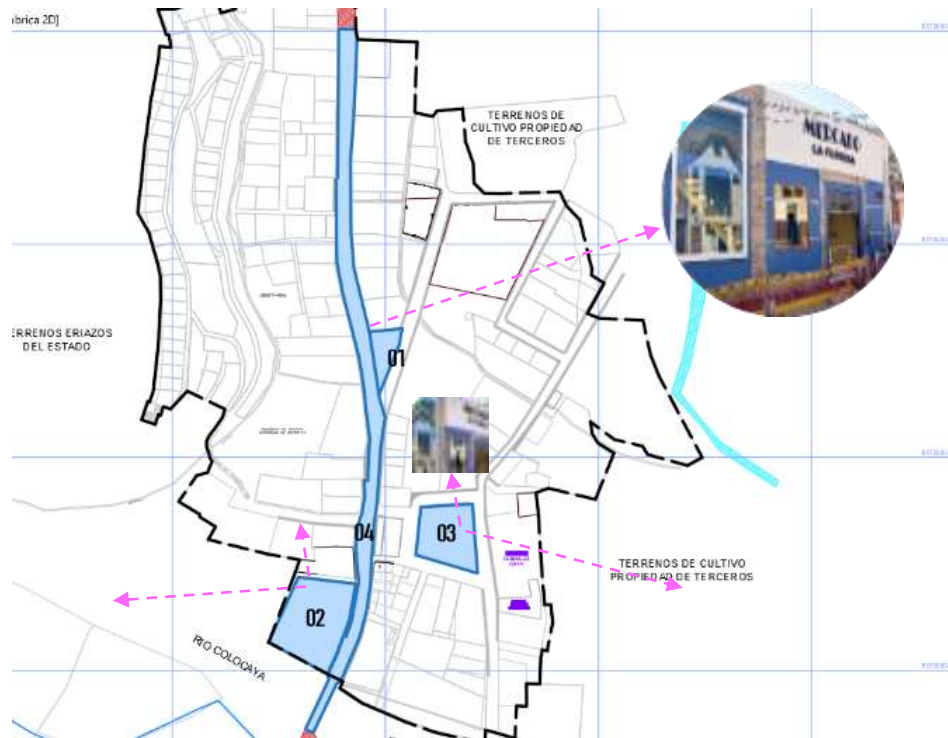 ábrica 2D]
TERRENOS DE
CULTIVO PROPIEDAD
DE TERCEROS
MERCADO
ERRENOS ERIAZOS
DEL ESTADO
01
04
03
TERRENOS DE CULTIVO
PROPIEDAD DE TERCEROS
02
RIO COLOCAYA